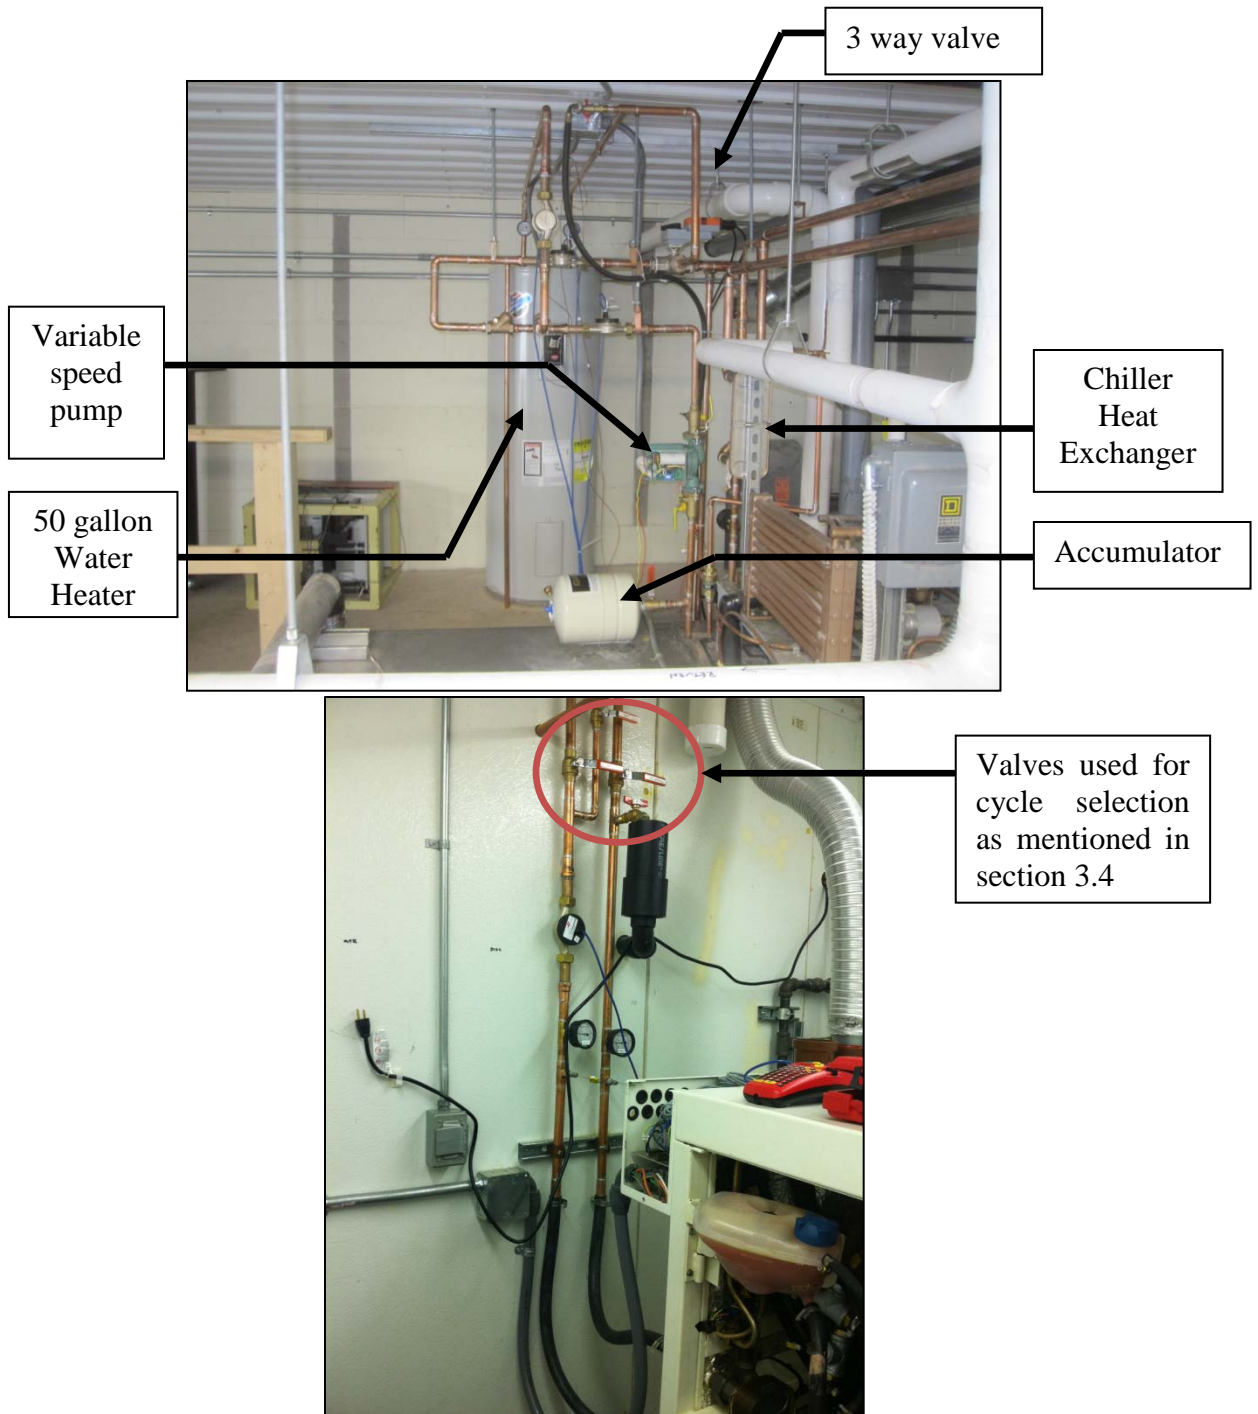 3 way valve
Variable
speed
pump
Chiller
Heat
Exchanger
50 gallon
Water
Heater
Accumulator
RETURN
Valves used for
cycle selection
as mentioned in
section 3.4